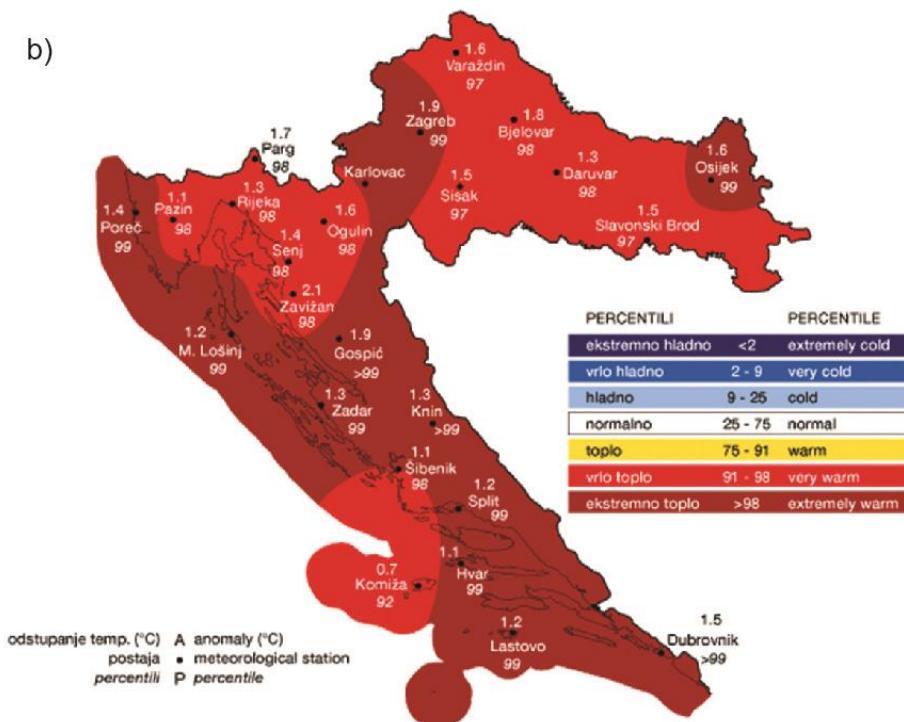 b)
1.6
Varaždin
97
1.9
Zagreb
99
1.8
Bjelovar
98
1.7
Parg
98
Karlovac
1.5
Sisak
97
1.3
Daruvar
98
1.6
Osijek
99
1.5
Slavonski Brod
97
1.4
Poreč
99
1.1
Pazin
98
1.3
Rijeka
98
1.6
Ogulin
98
1.4
Senj
98
2.1
Zavižan
98
1.2
M. Lošinj
99
1.9
Gospić
>99
1.3
Zadar
99
1.3
Knin
>99
1.1
Šibenik
98
1.2
Split
99
1.1
Hvar
99
0.7
Komiža
92
1.2
Lastovo
99
1.5
Dubrovnik
>99
PERCENTILI PERCENTILE
ekstremno hladno <2 extremely cold
vrlo hladno 2 - 9 very cold
hladno 9 - 25 cold
normalno 25 - 75 normal
toplo 75 - 91 warm
vrlo toplo 91 - 98 very warm
ekstremno toplo >98 extremely warm
odstupanje temp. (°C) A anomaly (°C)
postaja • meteorological station
percentili P percentile